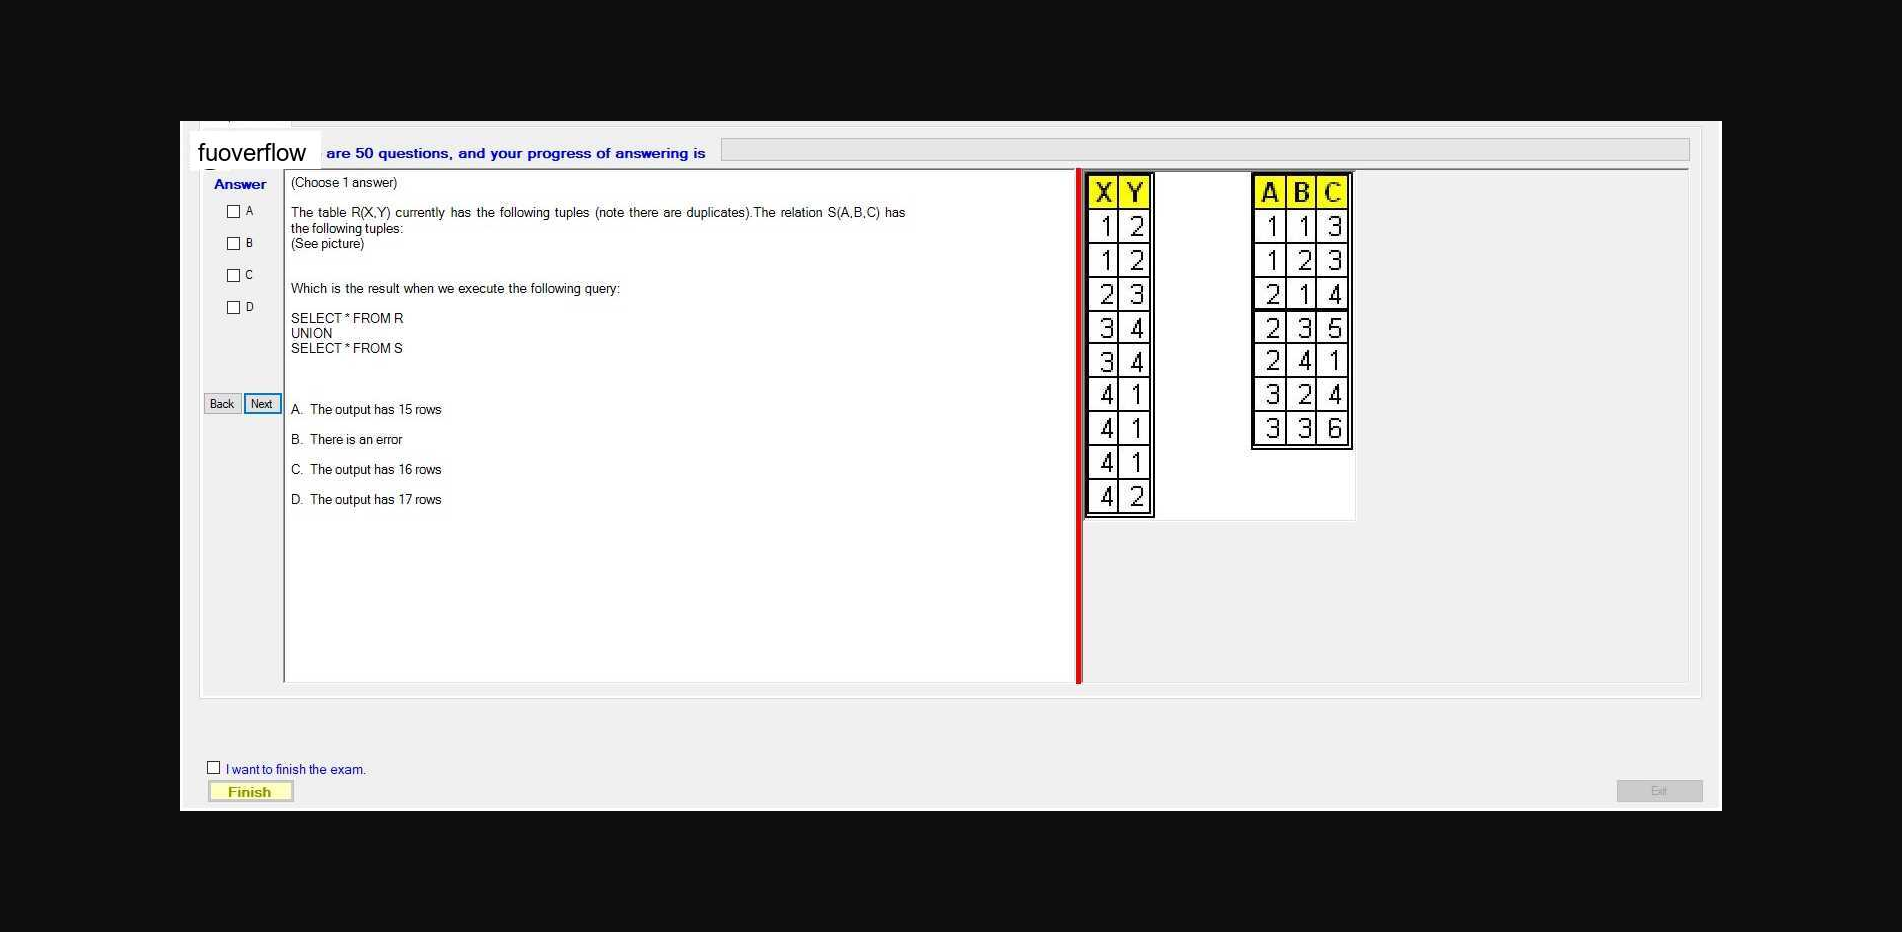 fuoverflow are 50 questions, and your progress of answering is
Answer
A
B
C
D
Back Next
(Choose 1 answer)
The table R(X,Y) currently has the following tuples (note there are duplicates).The relation S(A,B,C) has
the following tuples:
(See picture)
Which is the result when we execute the following query:
SELECT * FROM R
UNION
SELECT * FROM S
A. The output has 15 rows
B. There is an error
C. The output has 16 rows
D. The output has 17 rows
X Y
1 2
1 2
2 3
3 4
3 4
4 1
4 1
4 1
4 2
A B C
1 1 3
1 2 3
2 1 4
2 3 5
2 4 1
3 2 4
3 3 6
I want to finish the exam.
Finish
Exit